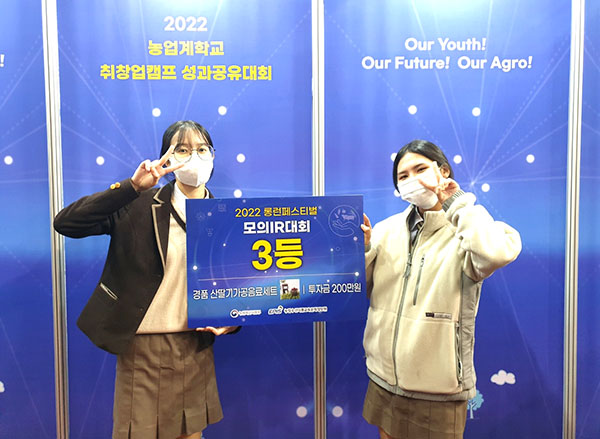 2022
농업계학교
취창업캠프 성과공유대회
Our Youth!
Our Future! Our Agro!
2022 롱런페스티벌
모의IR대회
3등
경품 산딸기가공음료세트 | 투자금 200만원